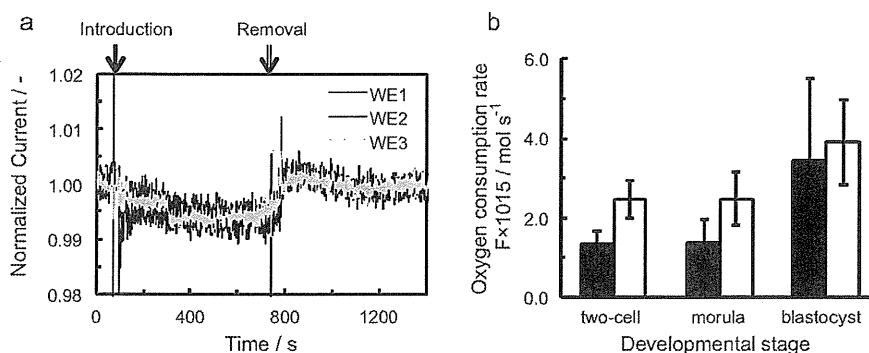 a
Introduction
Removal
1.02
1.01
1.00
0.99
0.98
Normalized Current / -
WE1
WE2
WE3
0
400
800
1200
Time / s
b
6.0
4.0
2.0
0.0
Oxygen consumption rate
F×1015 / mol s⁻¹
two-cell
morula
blastocyst
Developmental stage